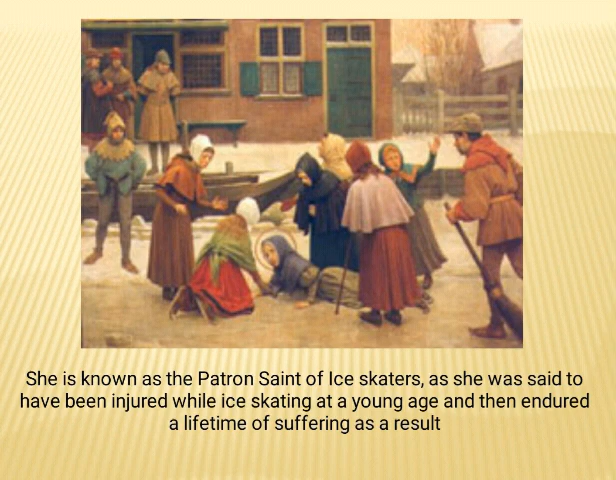 She is known as the Patron Saint of Ice skaters, as she was said to
have been injured while ice skating at a young age and then endured
a lifetime of suffering as a result